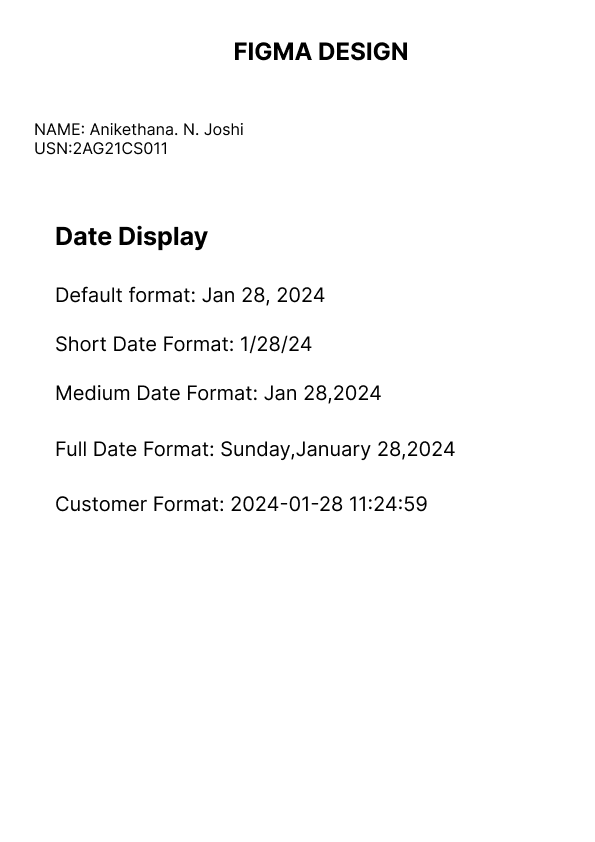 FIGMA DESIGN
NAME: Anikethana. N. Joshi
USN:2AG21CS011
Date Display
Default format: Jan 28, 2024
Short Date Format: 1/28/24
Medium Date Format: Jan 28,2024
Full Date Format: Sunday,January 28,2024
Customer Format: 2024-01-28 11:24:59